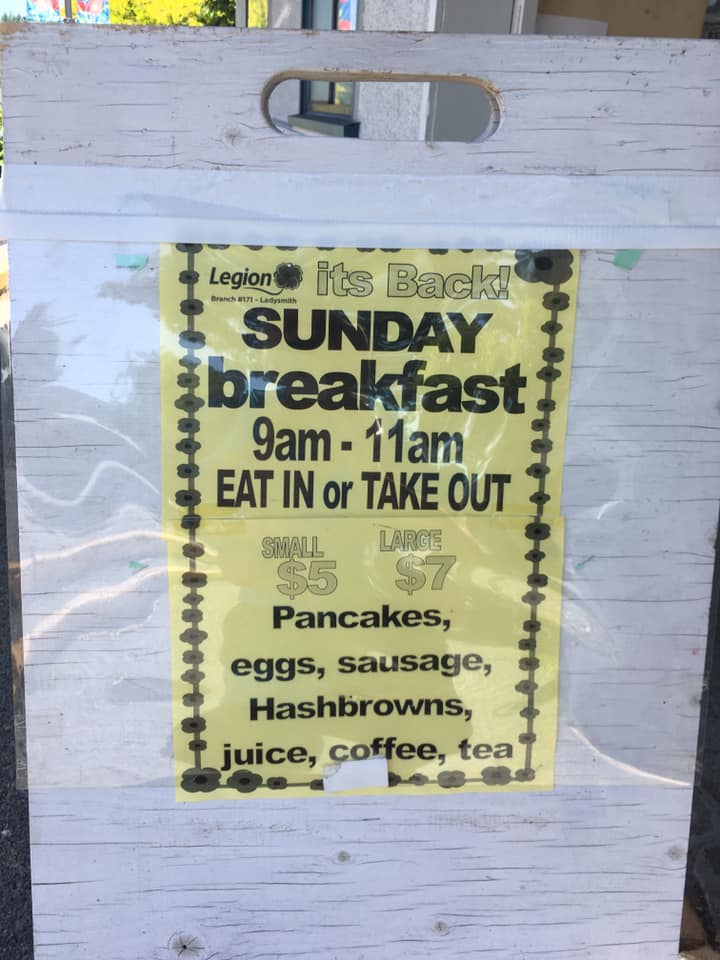 Legion its Back!
Branch #171 - Ladysmith
SUNDAY
breakfast
9am - 11am
EAT IN or TAKE OUT
SMALL LARGE
$5 $7
Pancakes,
eggs, sausage,
Hashbrowns,
juice, coffee, tea